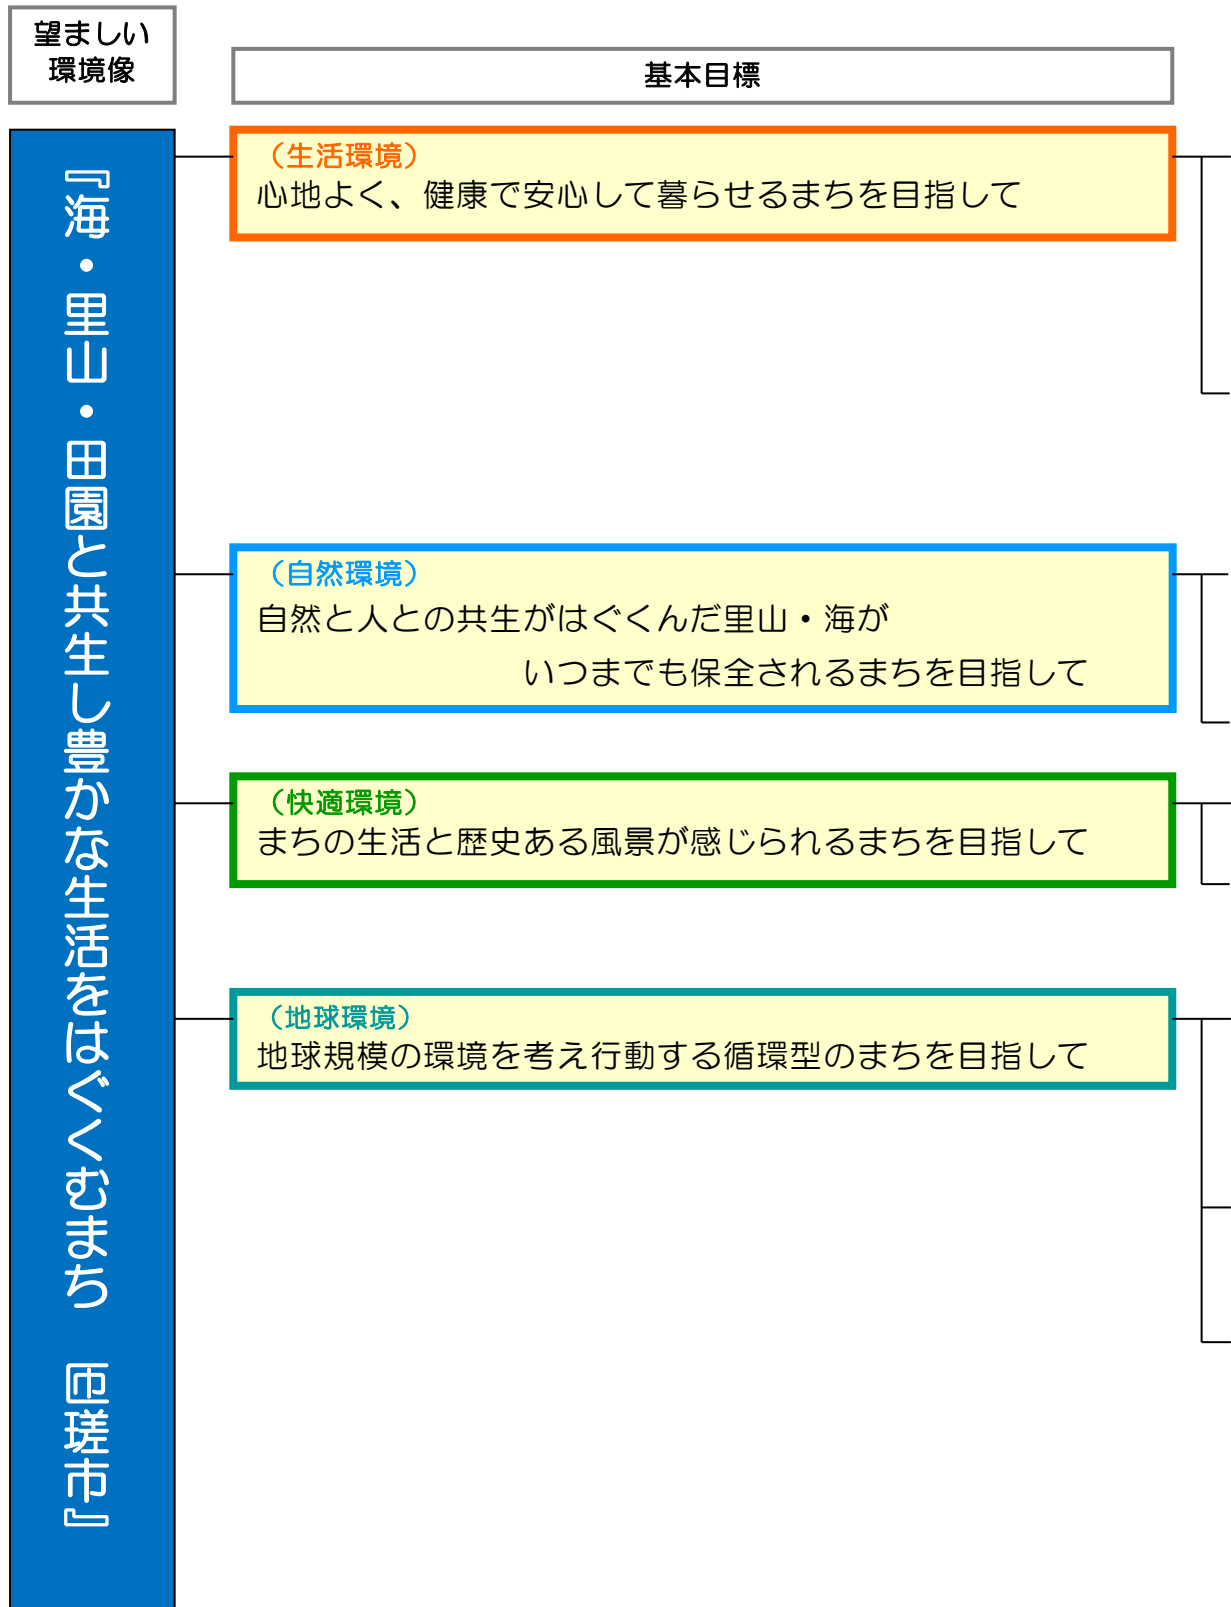 望ましい
環境像
基本目標
『海・里山・田園と共生し豊かな生活をはぐくむまち　匝瑳市』
（生活環境）
心地よく、健康で安心して暮らせるまちを目指して
（自然環境）
自然と人との共生がはぐくんだ里山・海が
いつまでも保全されるまちを目指して
（快適環境）
まちの生活と歴史ある風景が感じられるまちを目指して
（地球環境）
地球規模の環境を考え行動する循環型のまちを目指して